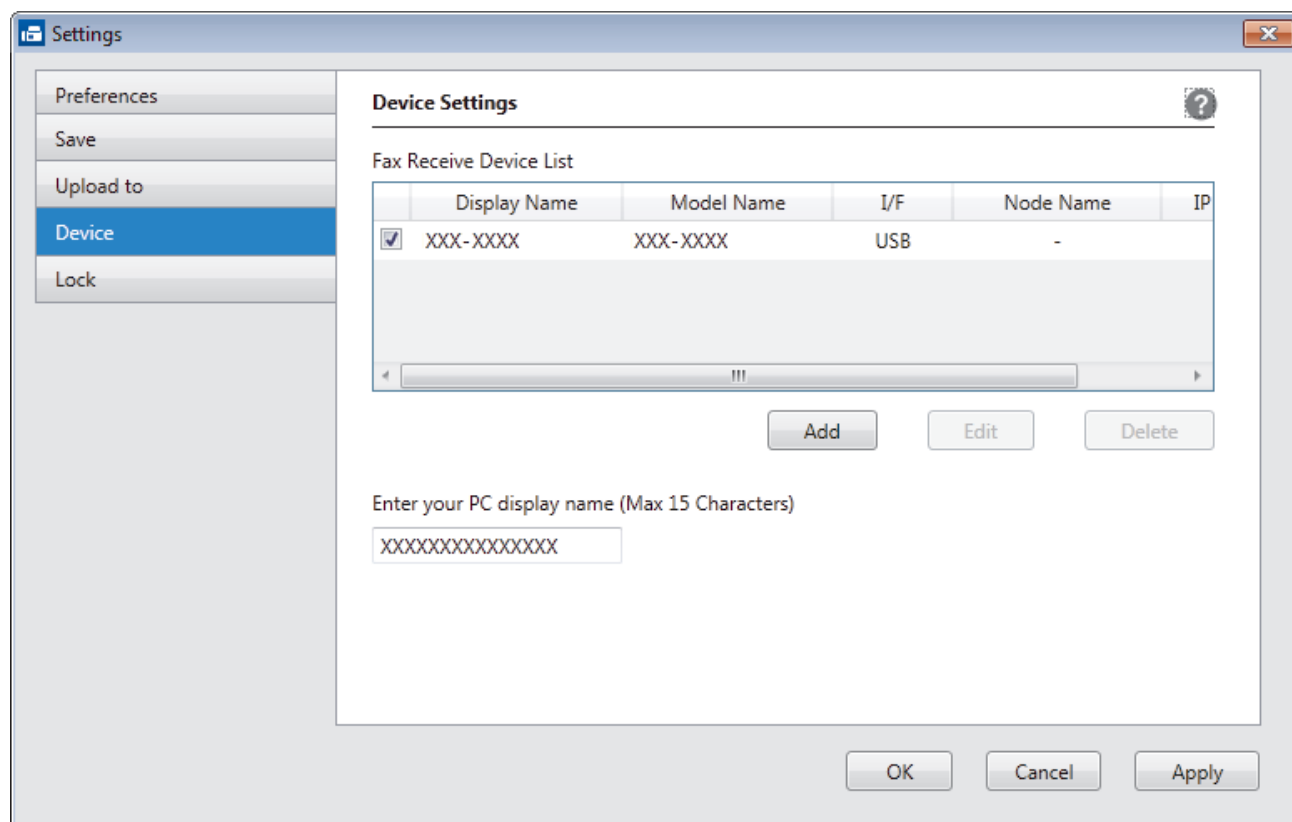 Settings
Preferences
Save
Upload to
Device
Lock
Device Settings
?
Fax Receive Device List
Display Name Model Name I/F Node Name IP
XXX-XXXX XXX-XXXX USB -
Add Edit Delete
Enter your PC display name (Max 15 Characters)
XXXXXXXXXXXXXXX
OK Cancel Apply